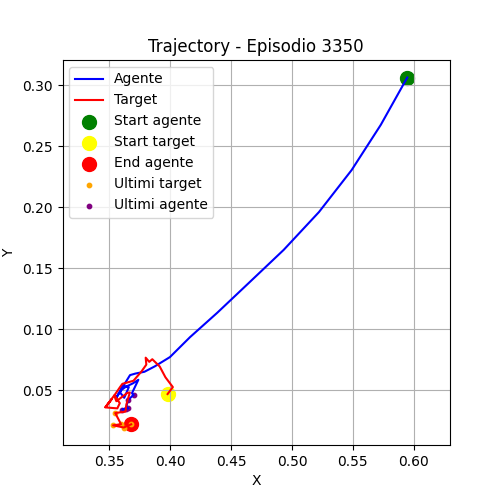 Trajectory - Episodio 3350
Agente
Target
Start agente
Start target
End agente
Ultimi target
Ultimi agente
0.30
0.25
0.20
0.15
0.10
0.05
Y
0.35 0.40 0.45 0.50 0.55 0.60
X